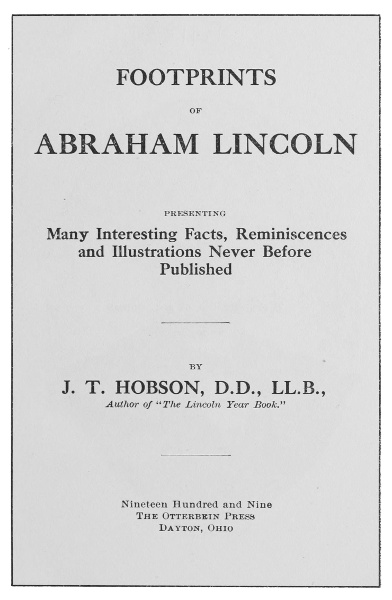 FOOTPRINTS
OF
ABRAHAM LINCOLN
PRESENTING
Many Interesting Facts, Reminiscences
and Illustrations Never Before
Published
BY
J. T. HOBSON, D.D., LL.B.,
Author of "The Lincoln Year Book."
Nineteen Hundred and Nine
THE OTTERBEIN PRESS
DAYTON, OHIO